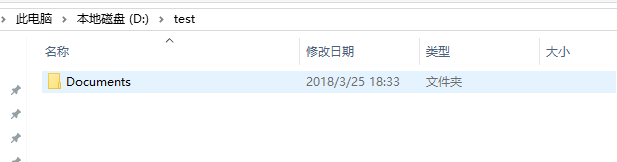 此电脑 › 本地磁盘 (D:) › test
名称 修改日期 类型 大小
Documents 2018/3/25 18:33 文件夹